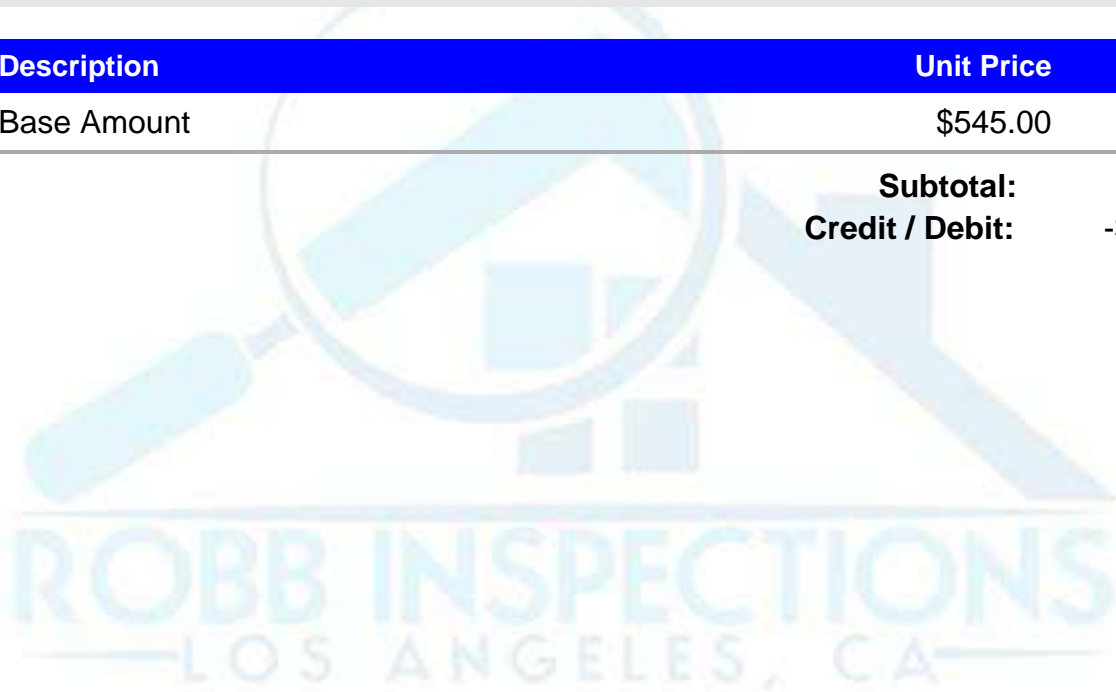 Description Unit Price
Base Amount $545.00
Subtotal:
Credit / Debit: -
ROBB INSPECTIONS
LOS ANGELES, CA